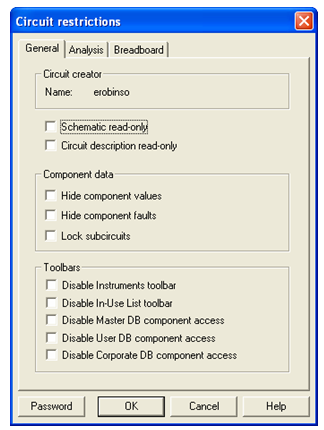 Circuit restrictions
General Analysis Breadboard
Circuit creator
Name: erobinso
Schematic read-only
Circuit description read-only
Component data
Hide component values
Hide component faults
Lock subcircuits
Toolbars
Disable Instruments toolbar
Disable In-Use List toolbar
Disable Master DB component access
Disable User DB component access
Disable Corporate DB component access
Password OK Cancel Help